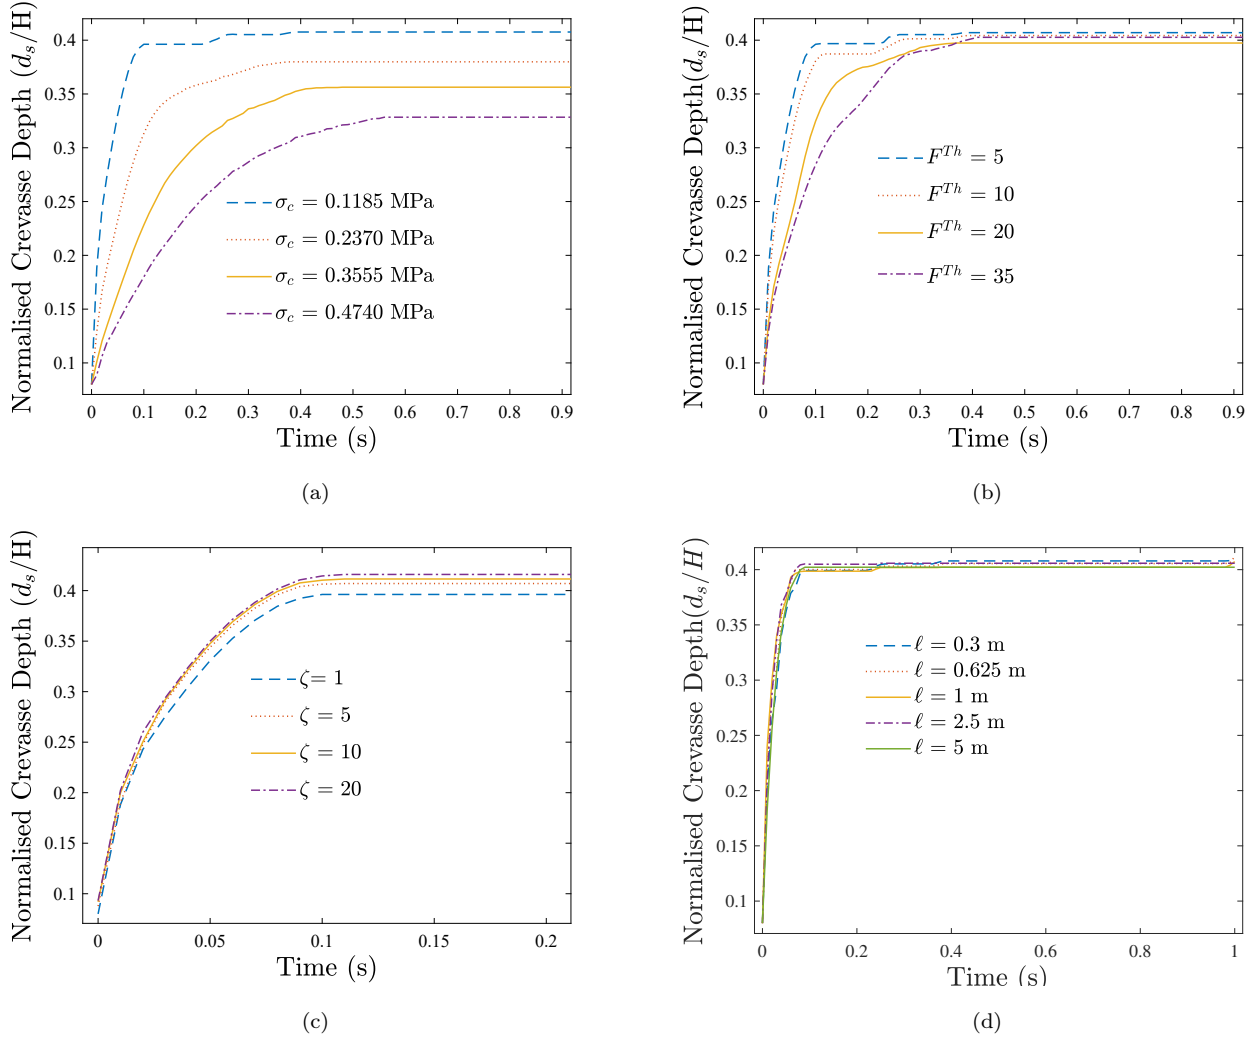 Normalised Crevasse Depth (d_s/H)
0.4
0.35
0.3
0.25
0.2
0.15
0.1
σ_c = 0.1185 MPa
σ_c = 0.2370 MPa
σ_c = 0.3555 MPa
σ_c = 0.4740 MPa
0 0.1 0.2 0.3 0.4 0.5 0.6 0.7 0.8 0.9
Time (s)
(a)
Normalised Crevasse Depth(d_s/H)
0.4
0.35
0.3
0.25
0.2
0.15
0.1
F^{Th} = 5
F^{Th} = 10
F^{Th} = 20
F^{Th} = 35
0 0.1 0.2 0.3 0.4 0.5 0.6 0.7 0.8 0.9
Time (s)
(b)
Normalised Crevasse Depth (d_s/H)
0.4
0.35
0.3
0.25
0.2
0.15
0.1
ζ= 1
ζ = 5
ζ = 10
ζ = 20
0 0.05 0.1 0.15 0.2
Time (s)
(c)
Normalised Crevasse Depth(d_s/H)
0.4
0.35
0.3
0.25
0.2
0.15
0.1
ℓ = 0.3 m
ℓ = 0.625 m
ℓ = 1 m
ℓ = 2.5 m
ℓ = 5 m
0 0.2 0.4 0.6 0.8 1
Time (s)
(d)